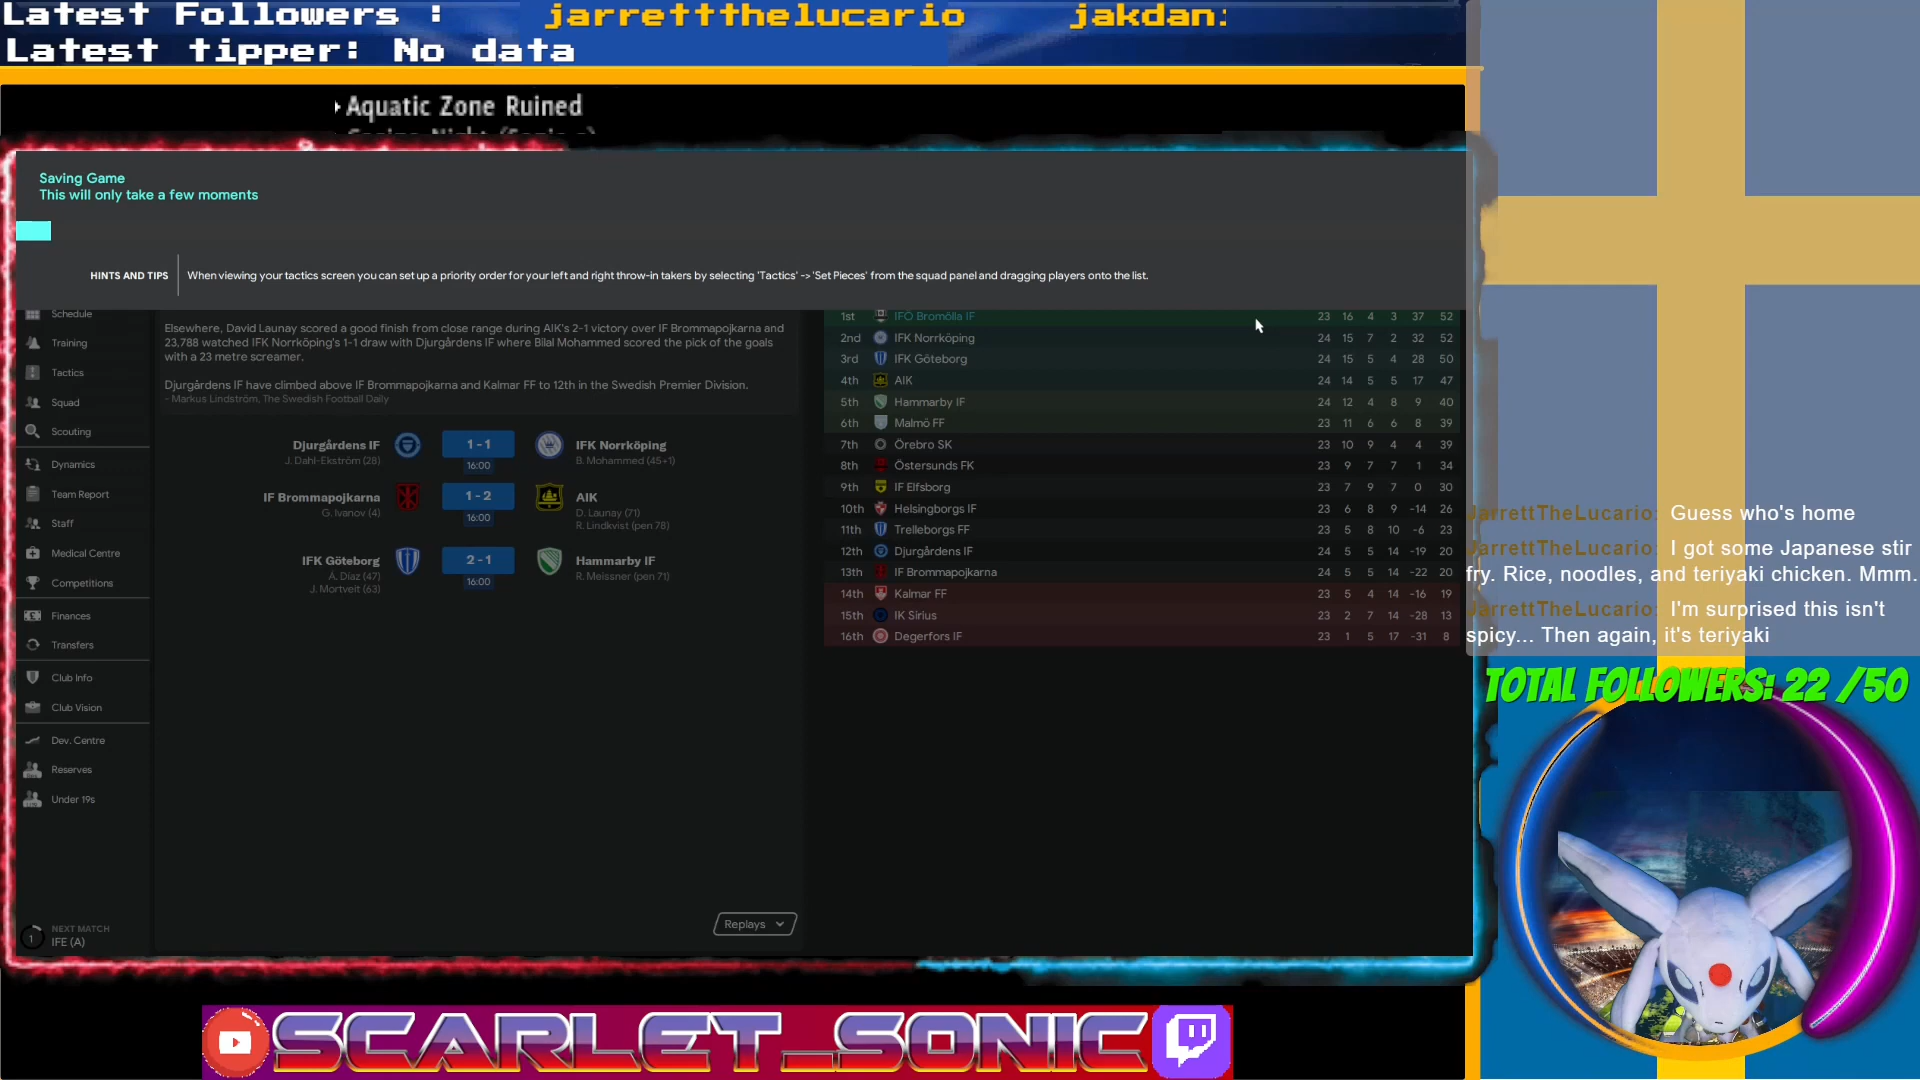 Latest Followers : jarrettthelucario jakdan
Latest tipper: No data
Aquatic Zone Ruined
Saving Game
This will only take a few moments
HINTS AND TIPS When viewing your tactics screen you can set up a priority order for your left and right throw-in takers by selecting 'Tactics' -> 'Set Pieces' from the squad panel and dragging players onto the list.
Schedule
Training
Tactics
Squad
Scouting
Dynamics
Team Report
Staff
Medical Centre
Competitions
Finances
Transfers
Club Info
Club Vision
Dev. Centre
Reserves
Under 19s
1 NEXT MATCH
IFE (A)
Elsewhere, David Launay scored a good finish from close range during AIK's 2-1 victory over IF Brommapojkarna and
23,788 watched IFK Norrköping's 1-1 draw with Djurgårdens IF where Bilal Mohammed scored the pick of the goals
with a 23 metre screamer.
Djurgårdens IF have climbed above IF Brommapojkarna and Kalmar FF to 12th in the Swedish Premier Division.
- Markus Lindström, The Swedish Football Daily
Djurgårdens IF 1 - 1 IFK Norrköping
J. Dahl-Ekström (28) 16:00 B. Mohammed (45+1)
IF Brommapojkarna 1 - 2 AIK
G. Ivanov (4) 16:00 D. Launay (71)
R. Lindkvist (pen 78)
IFK Göteborg 2 - 1 Hammarby IF
Á. Díaz (47) 16:00 R. Meissner (pen 71)
J. Mortveit (63)
Replays
1st IFÖ Bromölla IF 23 16 4 3 37 52
2nd IFK Norrköping 24 15 7 2 32 52
3rd IFK Göteborg 24 15 5 4 28 50
4th AIK 24 14 5 5 17 47
5th Hammarby IF 24 12 4 8 9 40
6th Malmö FF 23 11 6 6 8 39
7th Örebro SK 23 10 9 4 4 39
8th Östersunds FK 23 9 7 7 1 34
9th IF Elfsborg 23 7 9 7 0 30
10th Helsingborgs IF 23 6 8 9 -14 26
11th Trelleborgs FF 23 5 8 10 -6 23
12th Djurgårdens IF 24 5 5 14 -19 20
13th IF Brommapojkarna 24 5 5 14 -22 20
14th Kalmar FF 23 5 4 14 -16 19
15th IK Sirius 23 2 7 14 -28 13
16th Degerfors IF 23 1 5 17 -31 8
JarrettTheLucario: Guess who's home
JarrettTheLucario: I got some Japanese stir
fry. Rice, noodles, and teriyaki chicken. Mmm.
JarrettTheLucario: I'm surprised this isn't
spicy... Then again, it's teriyaki
TOTAL FOLLOWERS: 22 /50
SCARLET_SONIC